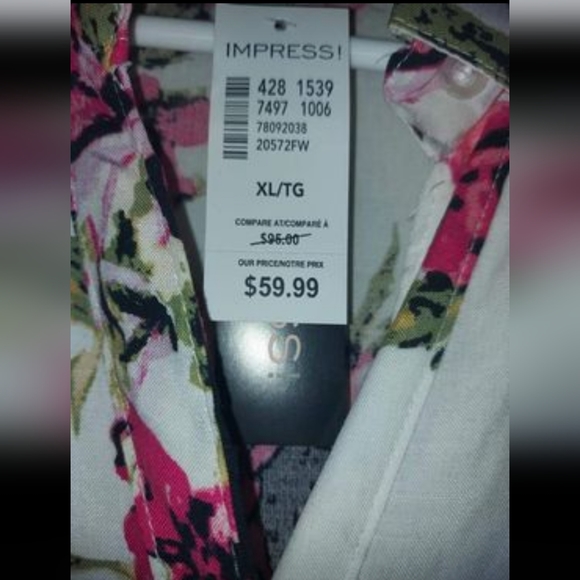 IMPRESS!
428 1539
7497 1006
78092038
20572FW
XL/TG
COMPARE AT/COMPARÉ À
$95.00
OUR PRICE/NOTRE PRIX
$59.99